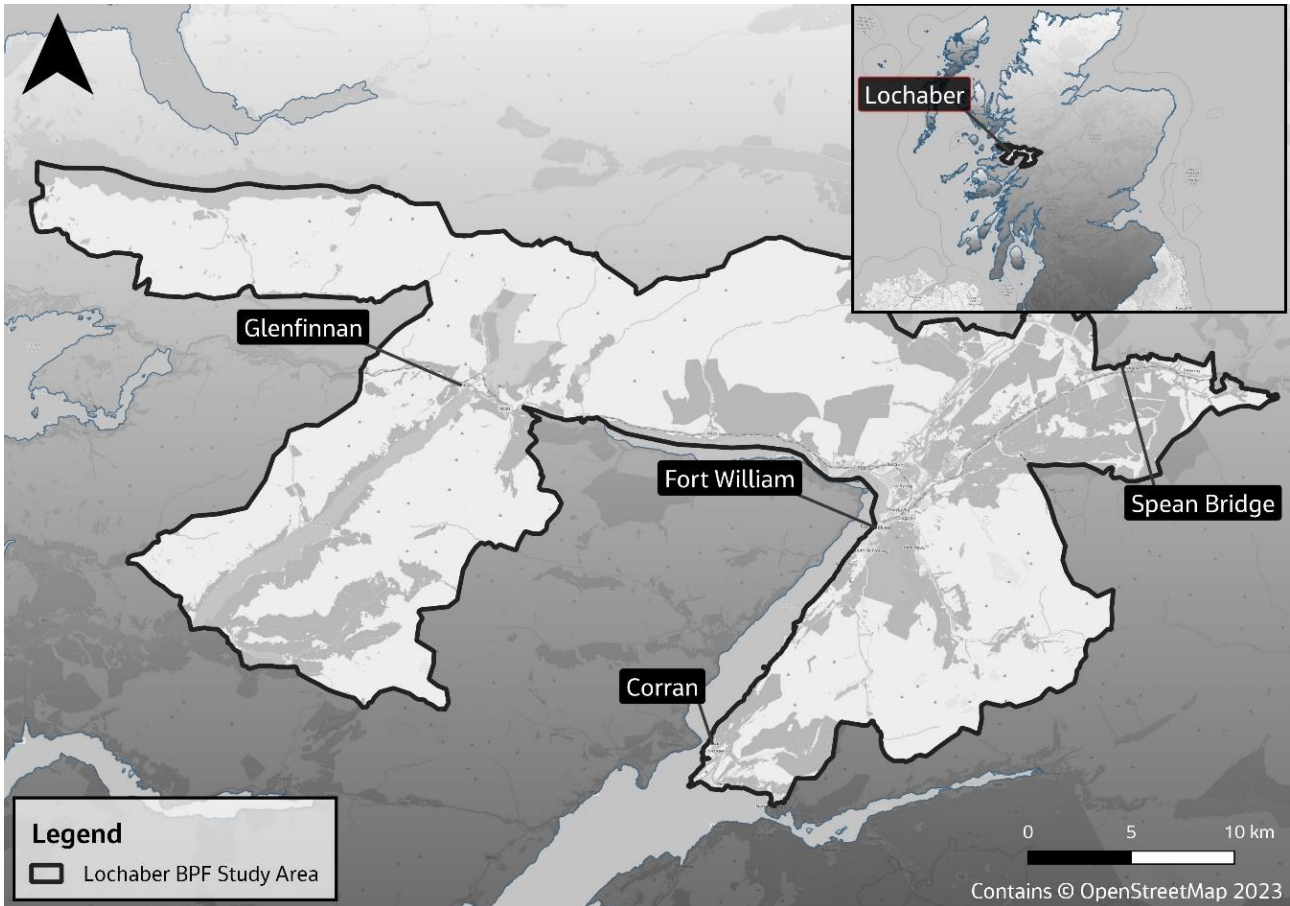 Lochaber
Glenfinnan
Fort William
Spean Bridge
Corran
Legend
Lochaber BPF Study Area
0 5 10 km
Contains © OpenStreetMap 2023